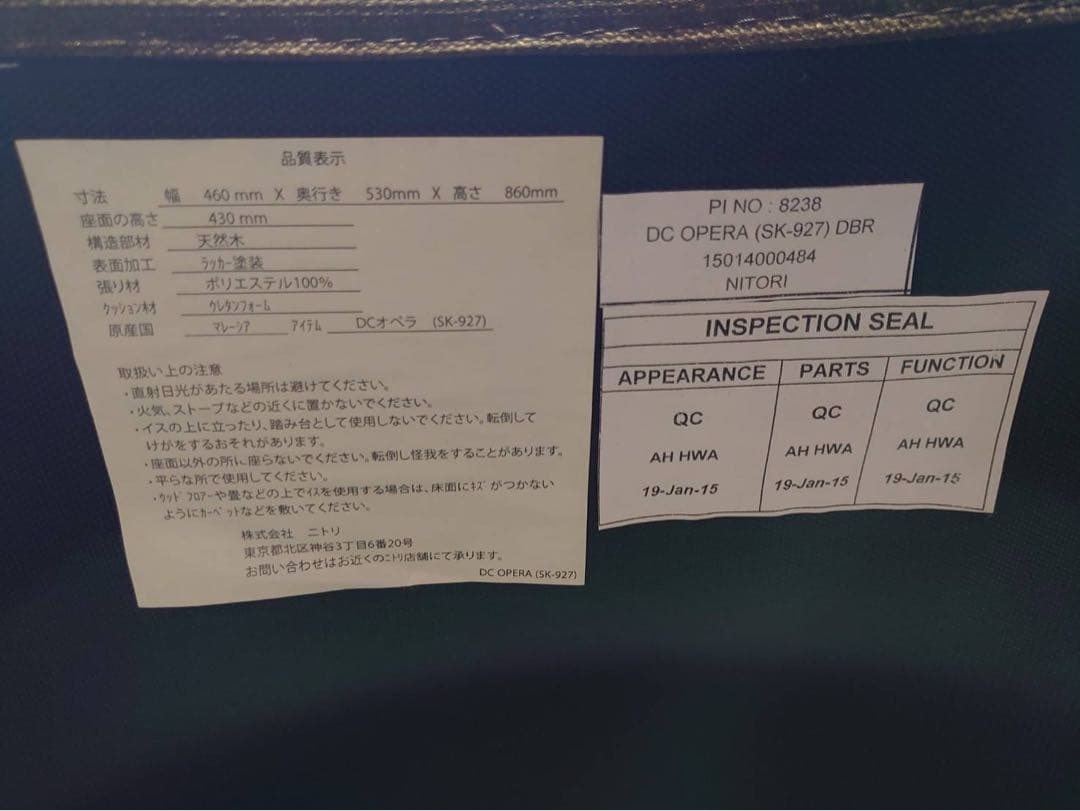 品質表示
寸法 幅 460 mm X 奥行き 530mm X 高さ 860mm
座面の高さ 430 mm
構造部材 天然木
表面加工 ﾗｯｶｰ塗装
張り材 ポリエステル100%
ｸｯｼｮﾝ材 ｳﾚﾀﾝﾌｫｰﾑ
原産国 ﾏﾚｰｼｱ ｱｲﾃﾑ DCオペラ (SK-927)
取扱い上の注意
・直射日光があたる場所は避けてください。
・火気、ストーブなどの近くに置かないでください。
・イスの上に立ったり、踏み台として使用しないでください。転倒して
けがをするおそれがあります。
・座面以外の所に座らないでください。転倒し怪我をすることがあります。
・平らな所で使用してください。
・ｳｯﾄﾞﾌﾛｱｰや畳などの上でｲｽを使用する場合は、床面にｷｽﾞがつかない
ようにｶｰﾍﾟｯﾄなどを敷いてください。
株式会社 ニトリ
東京都北区神谷3丁目6番20号
お問い合わせはお近くのﾆﾄﾘ店舗にて承ります。
DC OPERA (SK-927)
PI NO : 8238
DC OPERA (SK-927) DBR
15014000484
NITORI
INSPECTION SEAL
APPEARANCE PARTS FUNCTION
QC QC QC
AH HWA AH HWA AH HWA
19-Jan-15 19-Jan-15 19-Jan-15